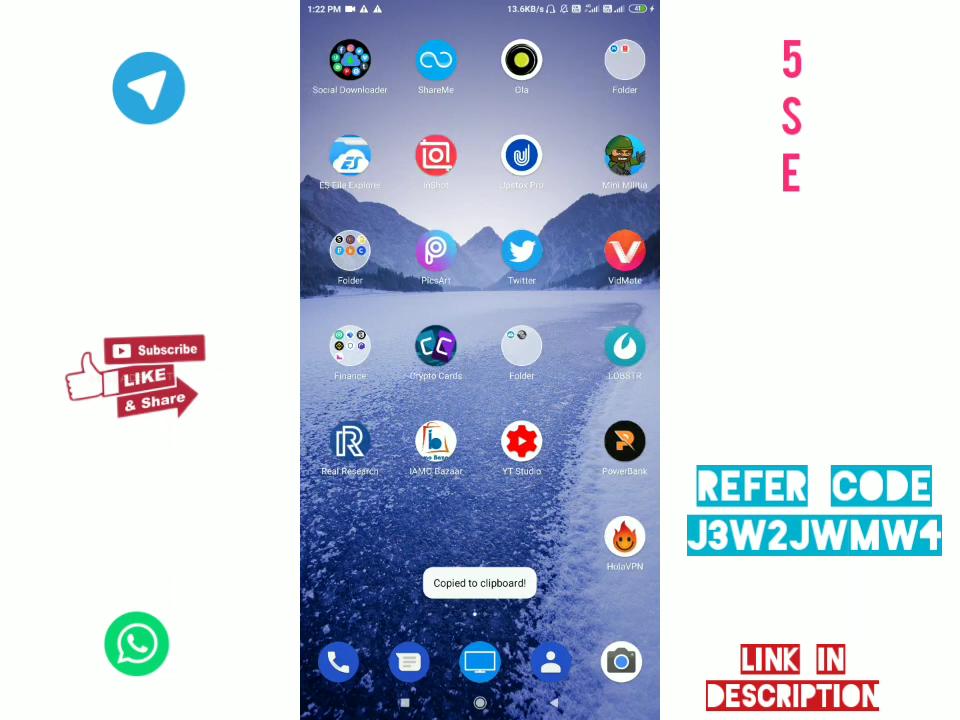 1:22 PM
13.6KB/s
41
Social Downloader
ShareMe
Ola
Folder
ES File Explorer
InShot
Upstox Pro
Mini Militia
Folder
PicsArt
Twitter
VidMate
Finance
Crypto Cards
Folder
LOBSTR
Real Research
IAMC Bazaar
YT Studio
PowerBank
HolaVPN
Copied to clipboard!
Subscribe
LIKE
& Share
5
S
E
REFER CODE
J3W2JWMW4
LINK IN
DESCRIPTION